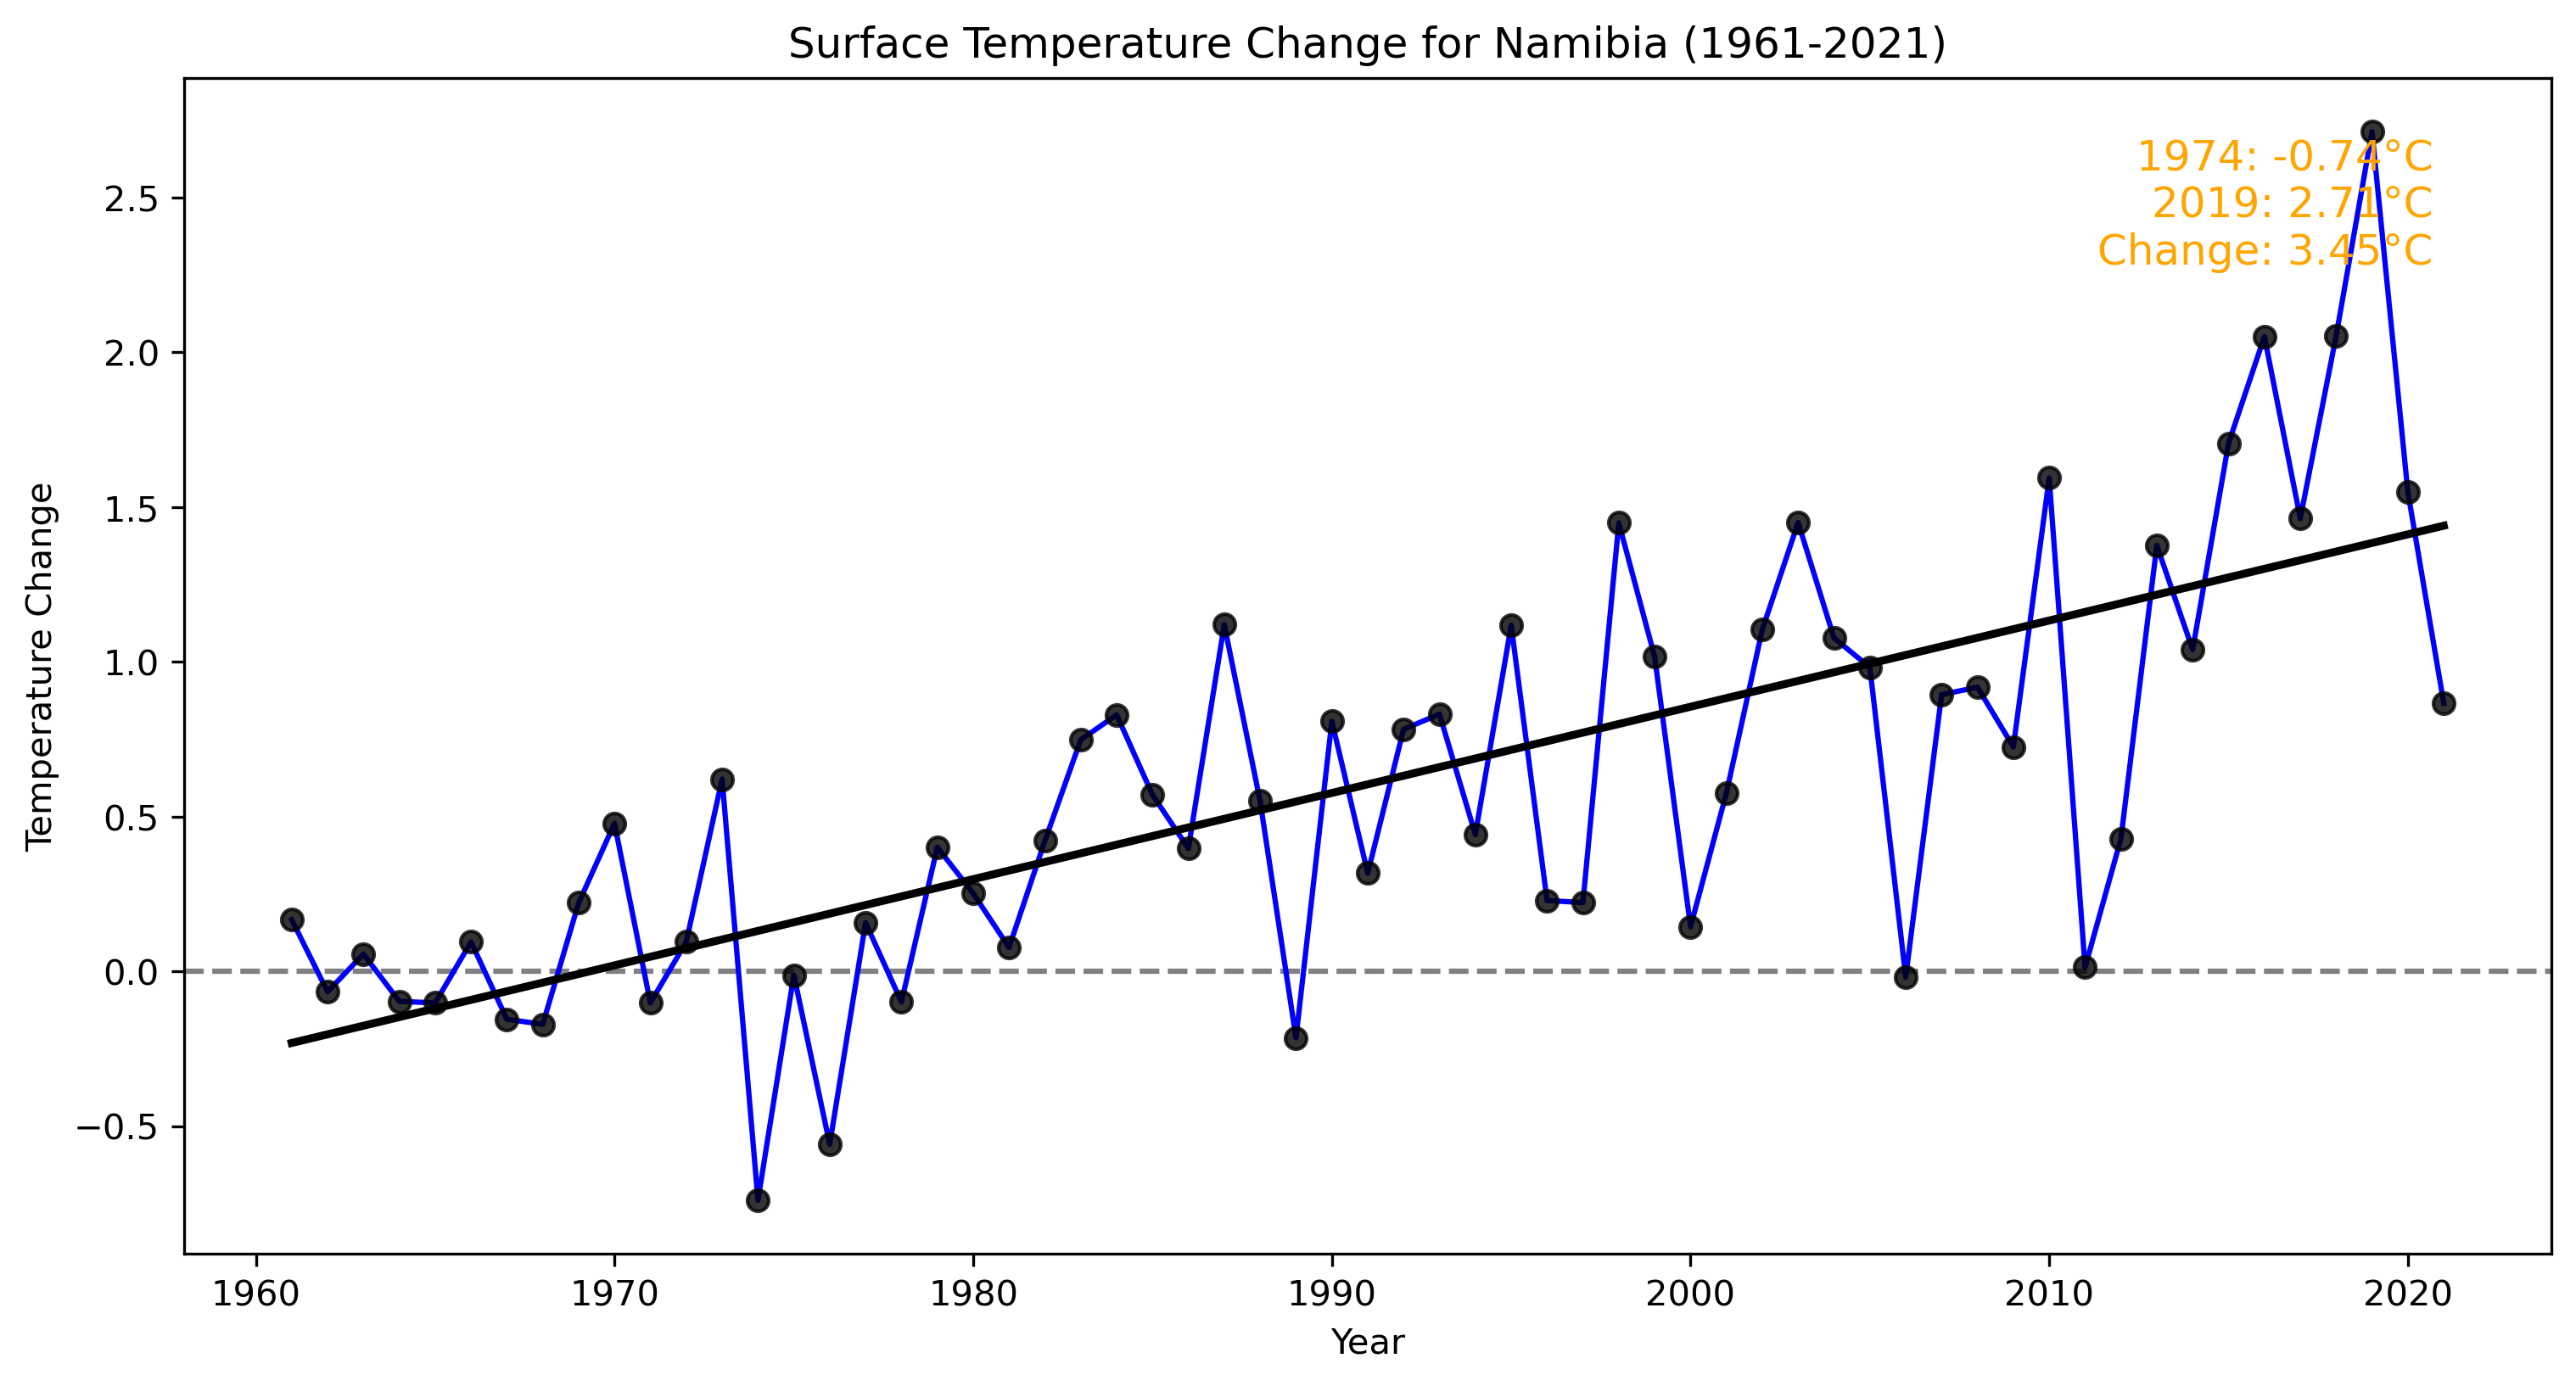 Surface Temperature Change for Namibia (1961-2021)
1974: -0.74°C
2019: 2.71°C
Change: 3.45°C
2.5
2.0
1.5
1.0
0.5
0.0
−0.5
Temperature Change
1960 1970 1980 1990 2000 2010 2020
Year